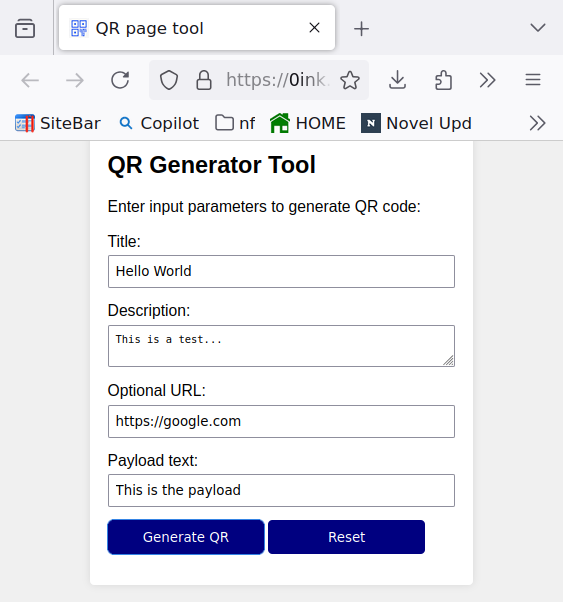 QR page tool
https://0ink.
SiteBar Copilot nf HOME N Novel Upd
QR Generator Tool
Enter input parameters to generate QR code:
Title:
Hello World
Description:
This is a test...
Optional URL:
https://google.com
Payload text:
This is the payload
Generate QR Reset